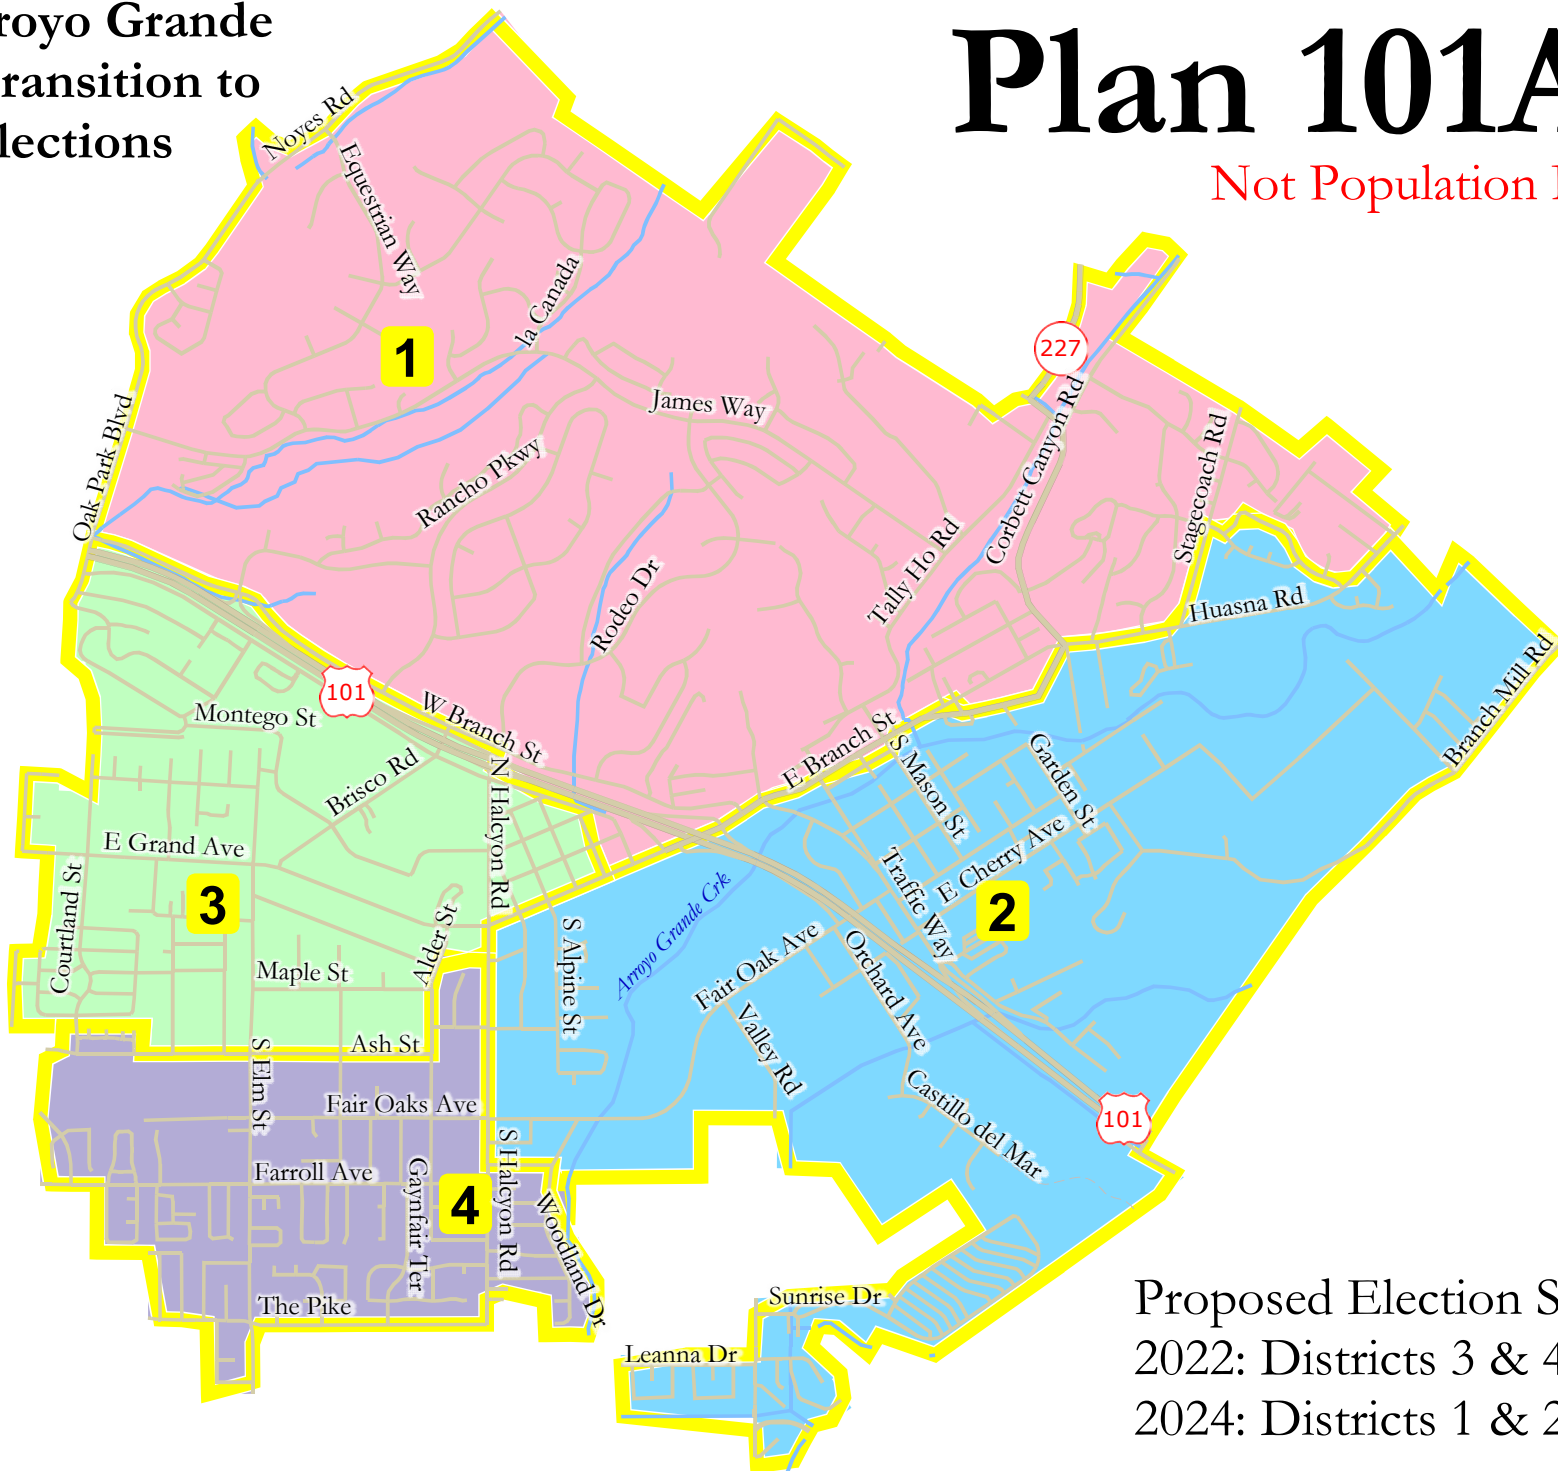 royo Grande
ransition to
lections
Plan 101A
Not Population
Noyes Rd
Equestrian Way
la Canada
1
227
James Way
Oak Park Blvd
Rancho Pkwy
Corbett Canyon Rd
Stagecoach Rd
Tally Ho Rd
Rodeo Dr
Huasna Rd
Branch Mill Rd
101
Montego St
W Branch St
E Branch St
S Mason St
Garden St
Brisco Rd
N Halcyon Rd
E Grand Ave
E Cherry Ave
Traffic Way
3
2
Courtland St
Alder St
Arroyo Grande Crk
S Alpine St
Fair Oak Ave
Orchard Ave
Maple St
Valley Rd
Ash St
S Elm St
Fair Oaks Ave
Castillo del Mar
101
Farroll Ave
Gaynfair Ter
4
S Halcyon Rd
Woodland Dr
The Pike
Sunrise Dr
Leanna Dr
Proposed Election S
2022: Districts 3 & 4
2024: Districts 1 & 2